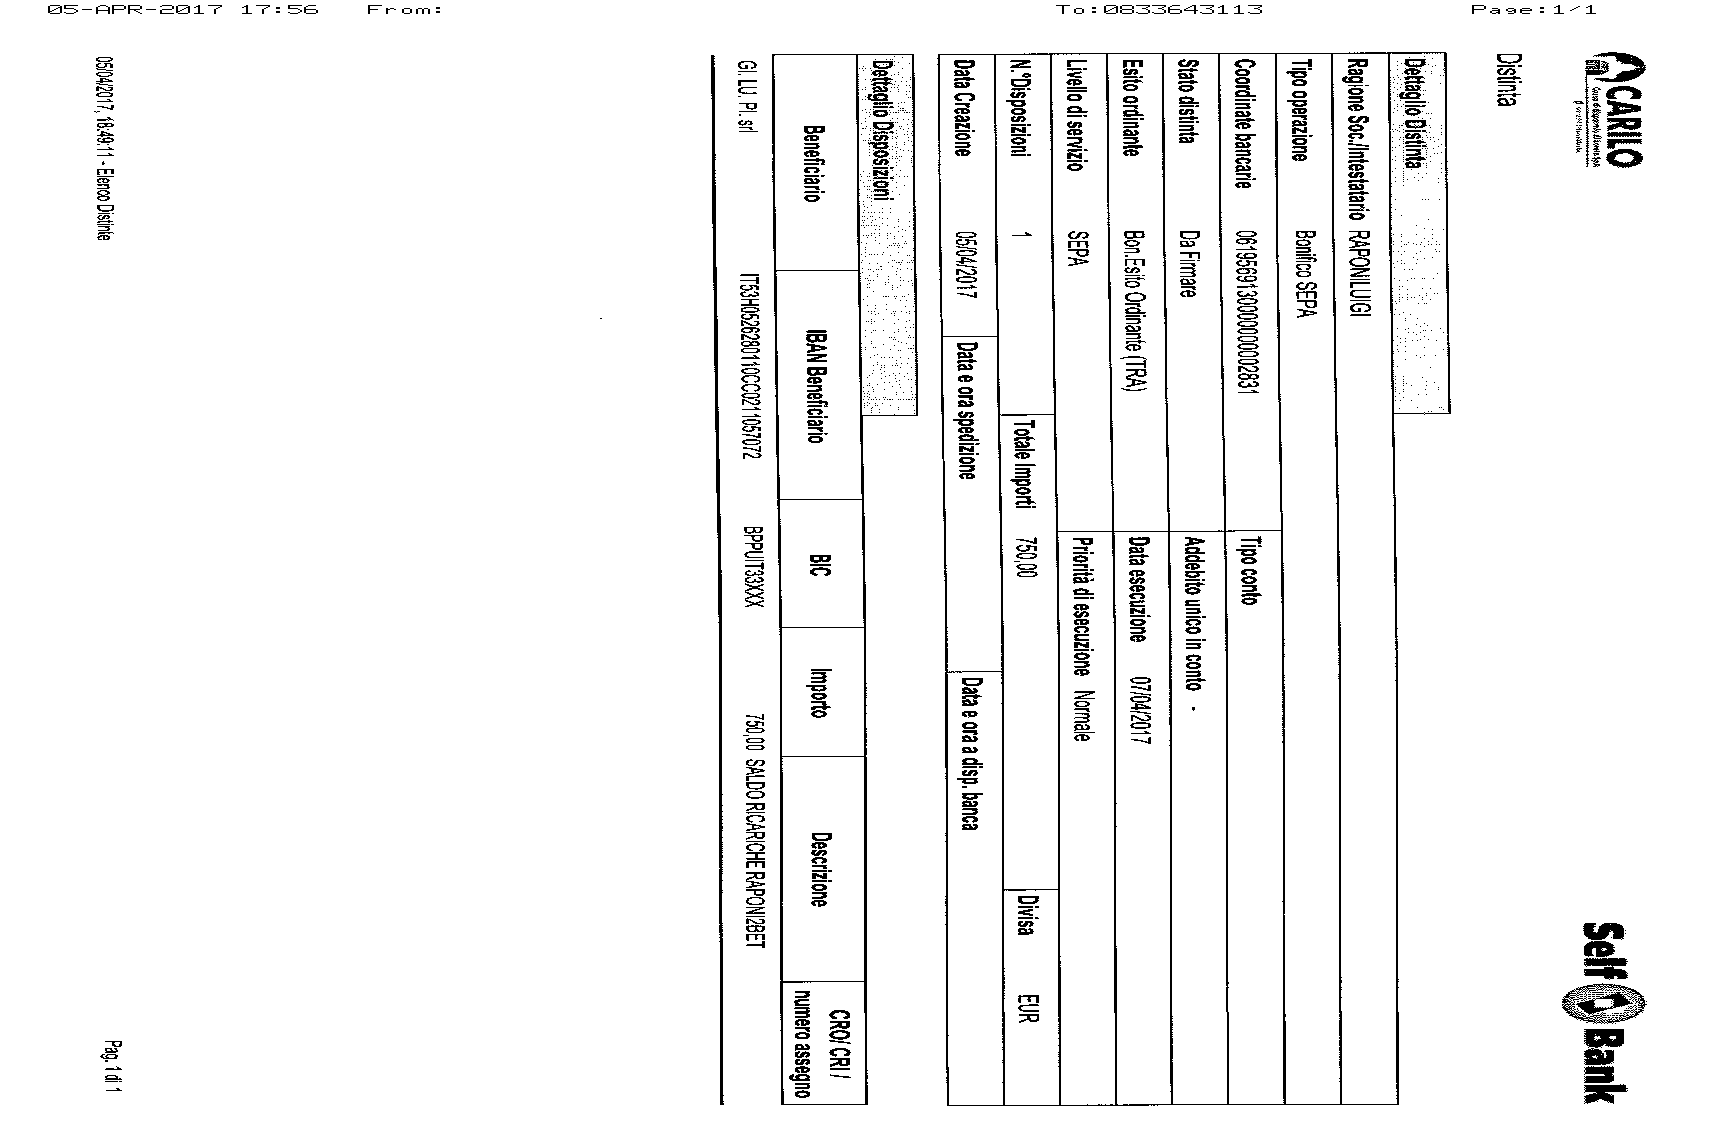 05-APR-2017 17:56 From: To:0833643113 Page:1/1
CARILO
Self Bank
Distinta
Dettaglio Distinta
Ragione Soc./Intestatario RAPONILUIGI
Tipo operazione Bonifico SEPA
Coordinate bancarie 06195691300000000002831 Tipo conto
Stato distinta Da Firmare Addebito unico in conto -
Esito ordinante Bon.Esito Ordinante (TRA) Data esecuzione 07/04/2017
Livello di servizio SEPA Priorità di esecuzione Normale
N.°Disposizioni 1 Totale Importi 750,00 Divisa EUR
Data Creazione 05/04/2017 Data e ora spedizione Data e ora a disp. banca
Dettaglio Disposizioni
Beneficiario IBAN Beneficiario BIC Importo Descrizione CRO/ CRI / numero assegno
GI. LU. PI. srl IT53H0526280110CC0211057072 BPPUIT33XXX 750,00 SALDO RICARICHE RAPONI2BET
05/04/2017, 18:49:11 - Elenco Distinte Pag. 1 di 1